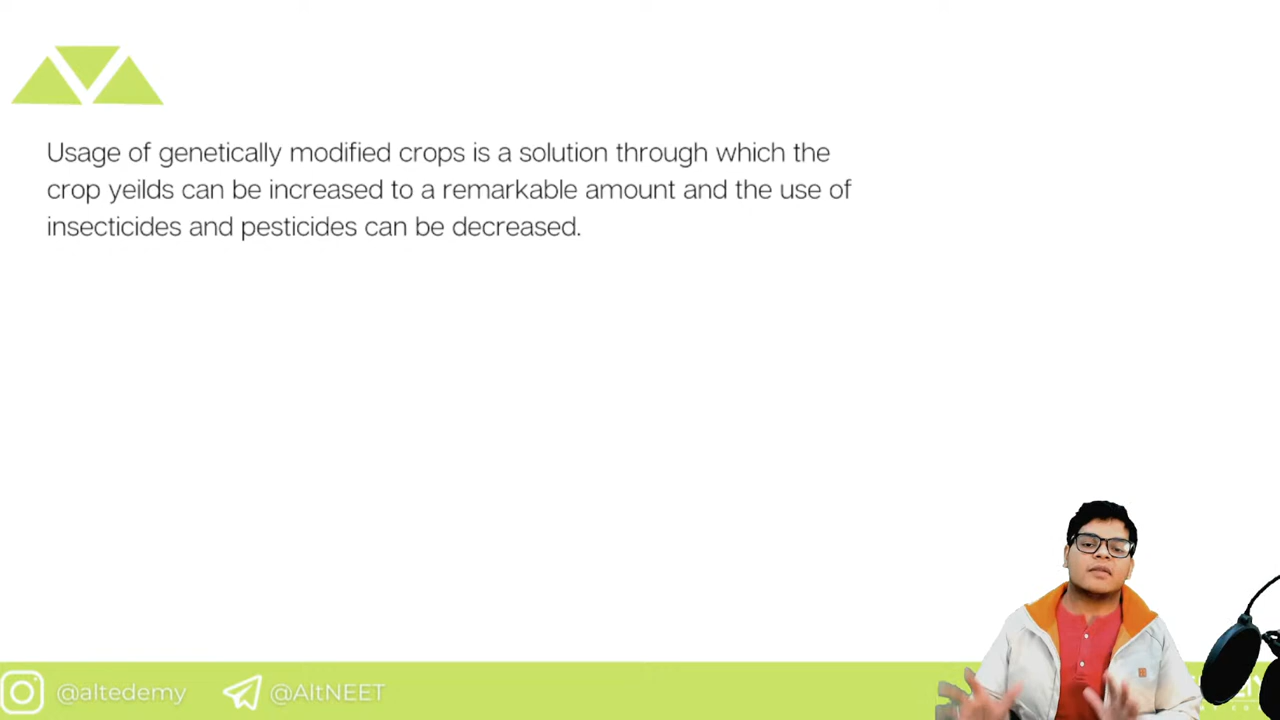 Usage of genetically modified crops is a solution through which the
crop yeilds can be increased to a remarkable amount and the use of
insecticides and pesticides can be decreased.
@altedemy @AltNEET